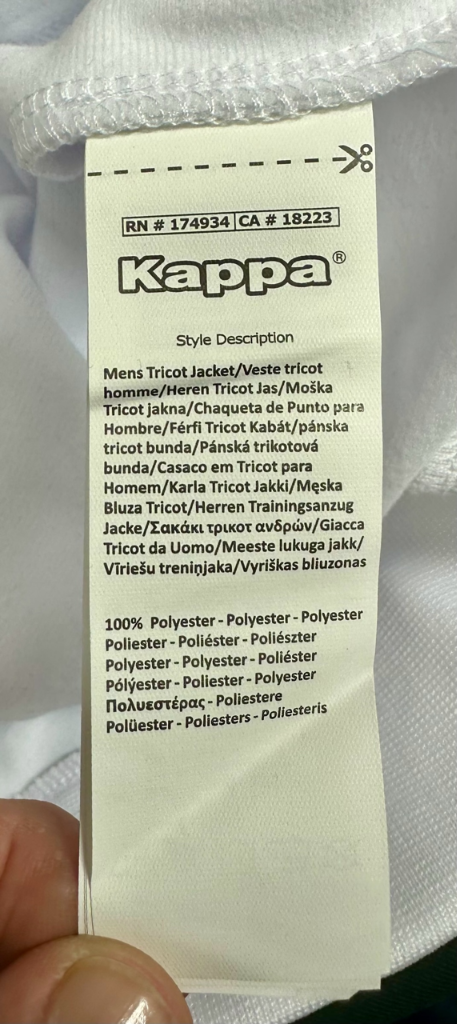 RN # 174934 CA # 18223
Kappa®
Style Description
Mens Tricot Jacket/Veste tricot
homme/Heren Tricot Jas/Moška
Tricot jakna/Chaqueta de Punto para
Hombre/Férfi Tricot Kabát/pánska
tricot bunda/Pánská trikotová
bunda/Casaco em Tricot para
Homem/Karla Tricot Jakki/Męska
Bluza Tricot/Herren Trainingsanzug
Jacke/Σακάκι τρικοτ ανδρών/Giacca
Tricot da Uomo/Meeste lukuga jakk/
Vīriešu treniņjaka/Vyriškas bliuzonas
100% Polyester - Polyester - Polyester
Poliester - Poliéster - Poliészter
Polyester - Polyester - Poliéster
Pólýester - Poliester - Polyester
Πολυεστέρας - Poliestere
Polüester - Poliesters - Poliesteris